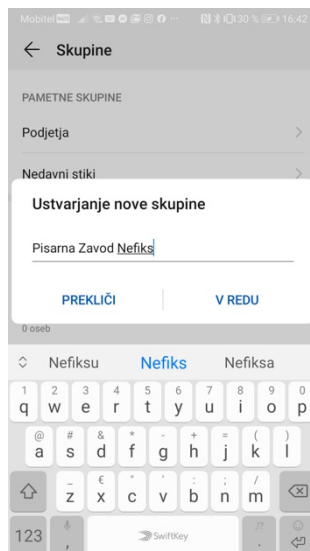 Mobitel 16:42
Skupine
PAMETNE SKUPINE
Podjetja
Nedavni stiki
Ustvarjanje nove skupine
Pisarna Zavod Nefiks
PREKLIČI V REDU
0 oseb
Nefiksu Nefiks Nefiksa
1 2 3 4 5 6 7 8 9 0
q w e r t y u i o p
@ # & * - + = ( )
a s d f g h j k l
_ € " ' : ; /
z x c v b n m
123 , SwiftKey .